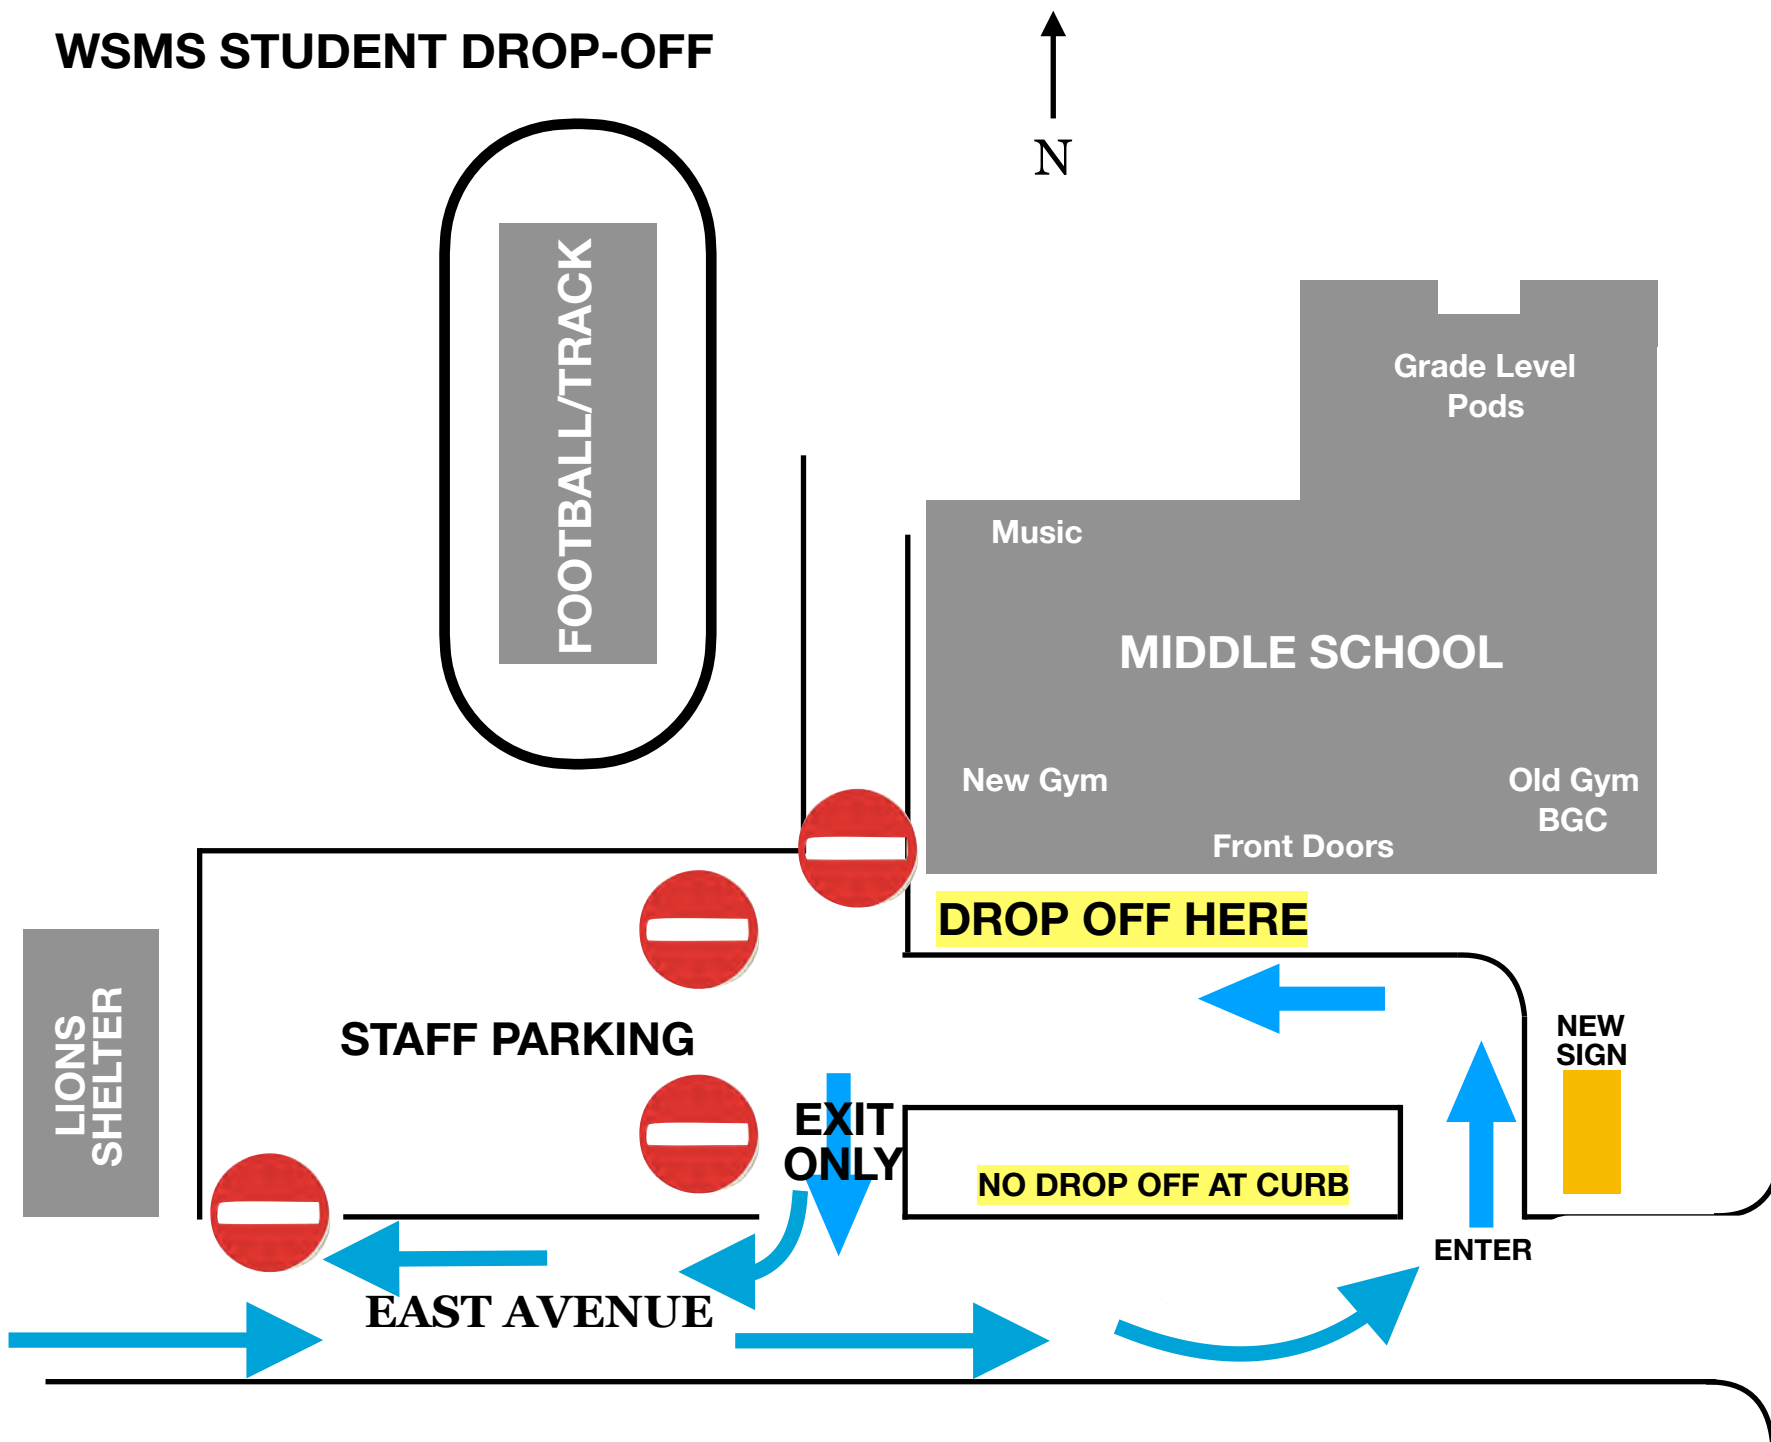 WSMS STUDENT DROP-OFF
N
FOOTBALL/TRACK
Grade Level
Pods
Music
MIDDLE SCHOOL
New Gym
Old Gym
BGC
Front Doors
DROP OFF HERE
LIONS
SHELTER
STAFF PARKING
NEW
SIGN
EXIT
ONLY
NO DROP OFF AT CURB
ENTER
EAST AVENUE